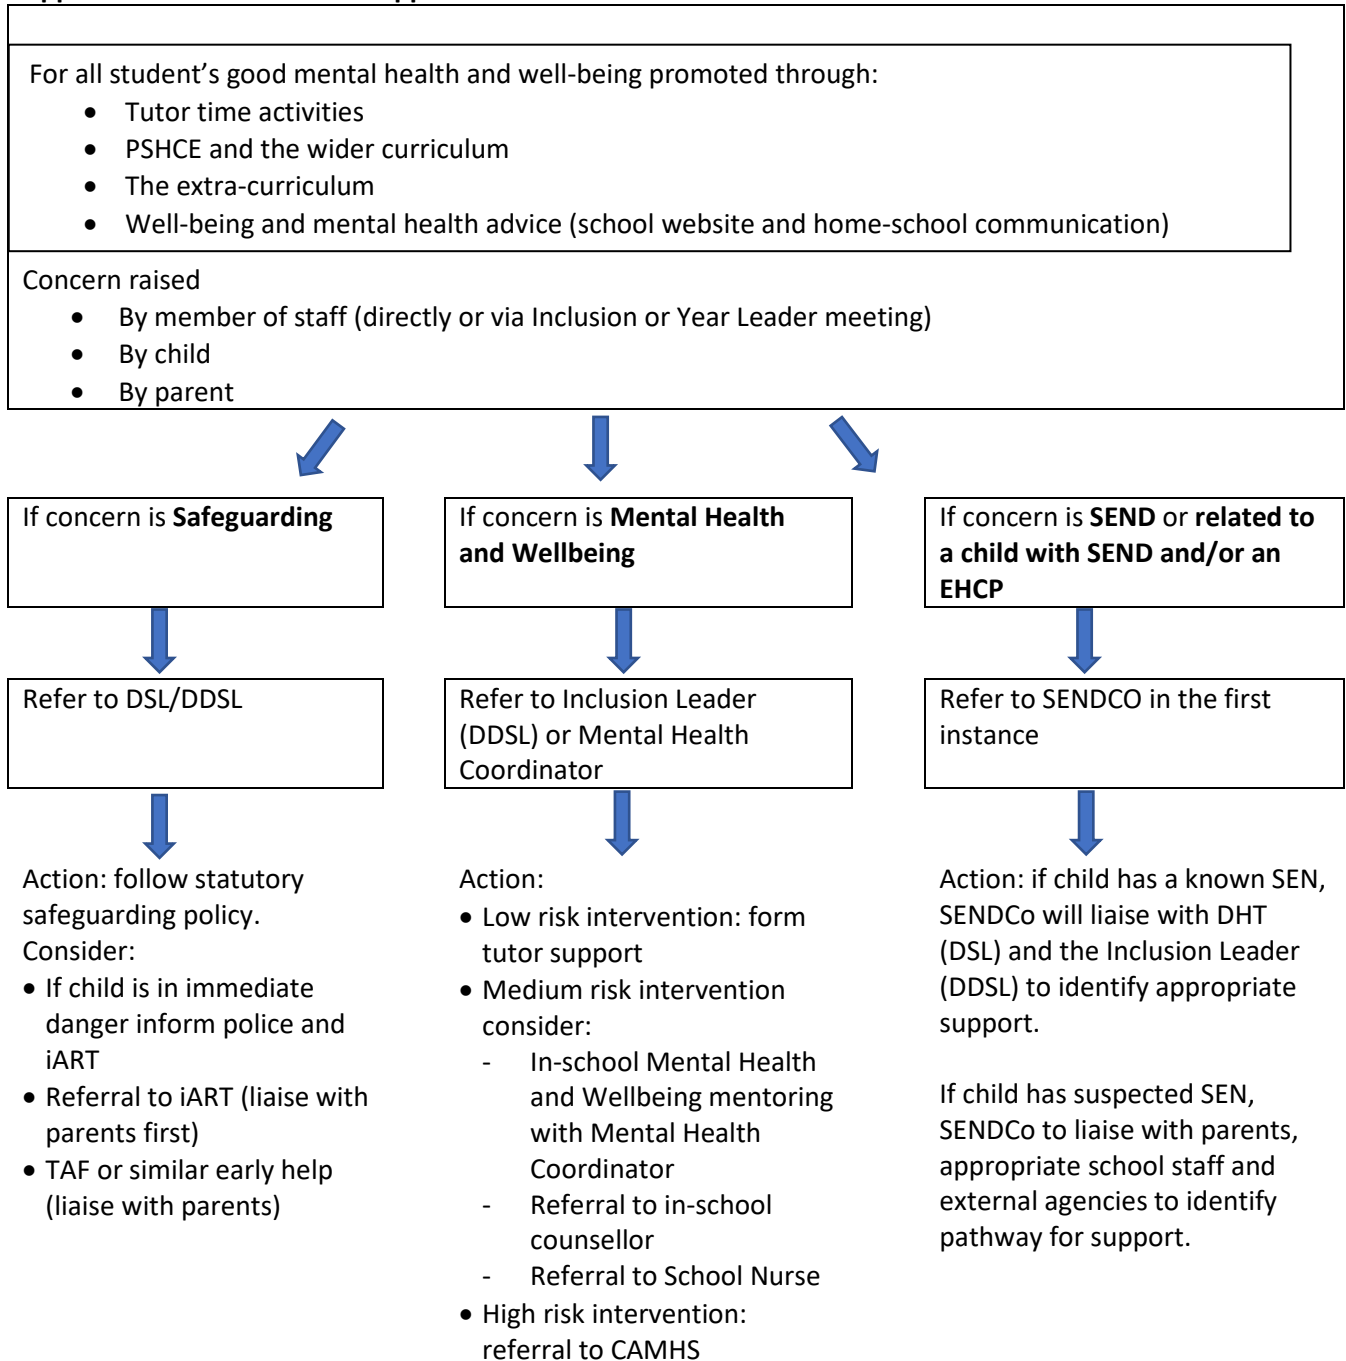 For all student's good mental health and well-being promoted through:
• Tutor time activities
• PSHCE and the wider curriculum
• The extra-curriculum
• Well-being and mental health advice (school website and home-school communication)
Concern raised
• By member of staff (directly or via Inclusion or Year Leader meeting)
• By child
• By parent
If concern is Safeguarding
If concern is Mental Health
and Wellbeing
If concern is SEND or related to
a child with SEND and/or an
EHCP
Refer to DSL/DDSL
Refer to Inclusion Leader
(DDSL) or Mental Health
Coordinator
Refer to SENDCO in the first
instance
Action: follow statutory
safeguarding policy.
Consider:
• If child is in immediate
danger inform police and
iART
• Referral to iART (liaise with
parents first)
• TAF or similar early help
(liaise with parents)
Action:
• Low risk intervention: form
tutor support
• Medium risk intervention
consider:
- In-school Mental Health
and Wellbeing mentoring
with Mental Health
Coordinator
- Referral to in-school
counsellor
- Referral to School Nurse
• High risk intervention:
referral to CAMHS
Action: if child has a known SEN,
SENDCo will liaise with DHT
(DSL) and the Inclusion Leader
(DDSL) to identify appropriate
support.
If child has suspected SEN,
SENDCo to liaise with parents,
appropriate school staff and
external agencies to identify
pathway for support.